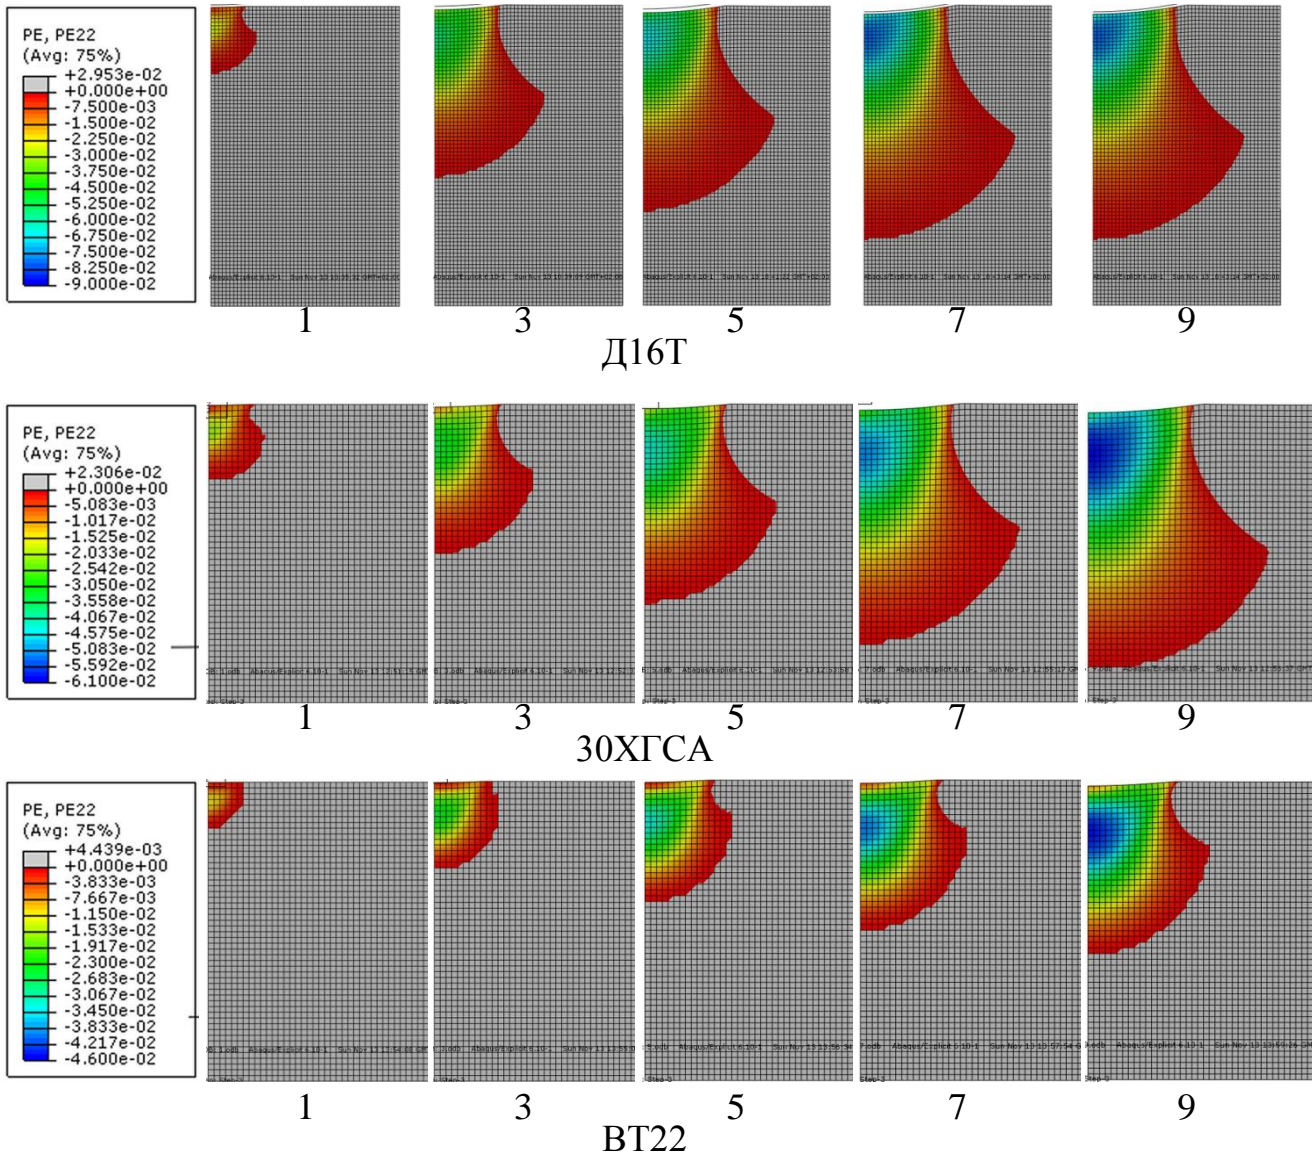 PE, PE22
(Avg: 75%)
+2.953e-02
+0.000e+00
-7.500e-03
-1.500e-02
-2.250e-02
-3.000e-02
-3.750e-02
-4.500e-02
-5.250e-02
-6.000e-02
-6.750e-02
-7.500e-02
-8.250e-02
-9.000e-02
1 3 5 7 9
Д16Т
PE, PE22
(Avg: 75%)
+2.306e-02
+0.000e+00
-5.083e-03
-1.017e-02
-1.525e-02
-2.033e-02
-2.542e-02
-3.050e-02
-3.558e-02
-4.067e-02
-4.575e-02
-5.083e-02
-5.592e-02
-6.100e-02
1 3 5 7 9
30ХГСА
PE, PE22
(Avg: 75%)
+4.439e-03
+0.000e+00
-3.833e-03
-7.667e-03
-1.150e-02
-1.533e-02
-1.917e-02
-2.300e-02
-2.683e-02
-3.067e-02
-3.450e-02
-3.833e-02
-4.217e-02
-4.600e-02
1 3 5 7 9
ВТ22